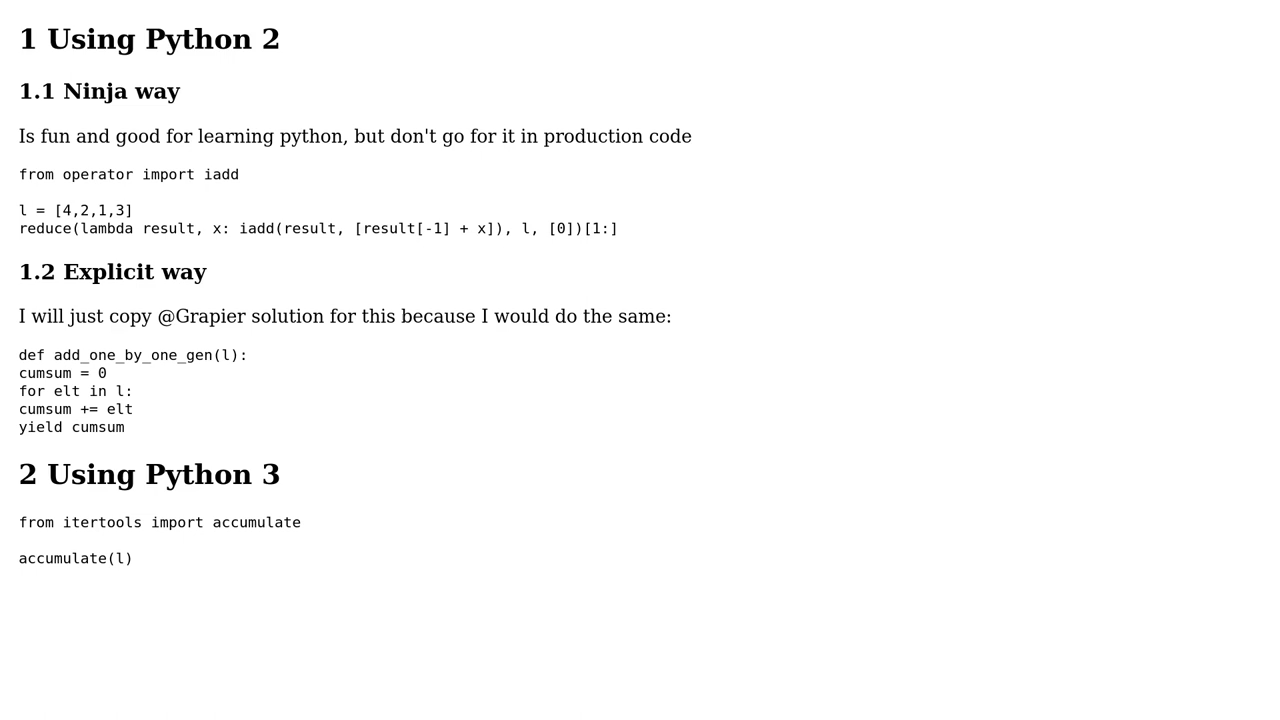 1 Using Python 2
1.1 Ninja way
Is fun and good for learning python, but don't go for it in production code
from operator import iadd
l = [4,2,1,3]
reduce(lambda result, x: iadd(result, [result[-1] + x]), l, [0])[1:]
1.2 Explicit way
I will just copy @Grapier solution for this because I would do the same:
def add_one_by_one_gen(l):
cumsum = 0
for elt in l:
cumsum += elt
yield cumsum
2 Using Python 3
from itertools import accumulate
accumulate(l)